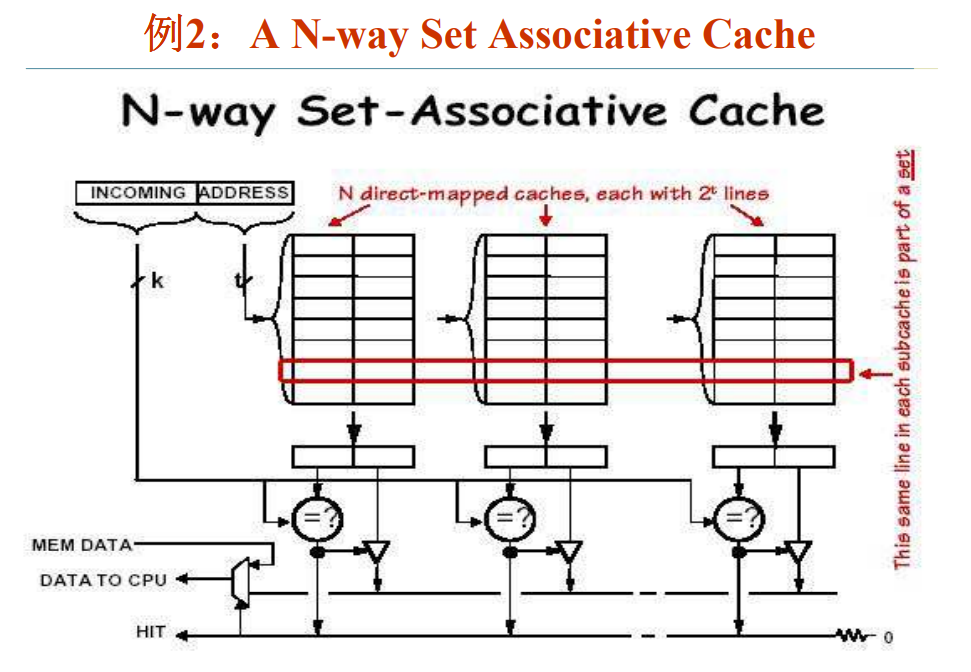 例2：A N-way Set Associative Cache
N-way Set-Associative Cache
INCOMING ADDRESS
N direct-mapped caches, each with 2ᵗ lines
k
t
This same line in each subcache is part of a set
=?
=?
=?
MEM DATA
DATA TO CPU
HIT
0